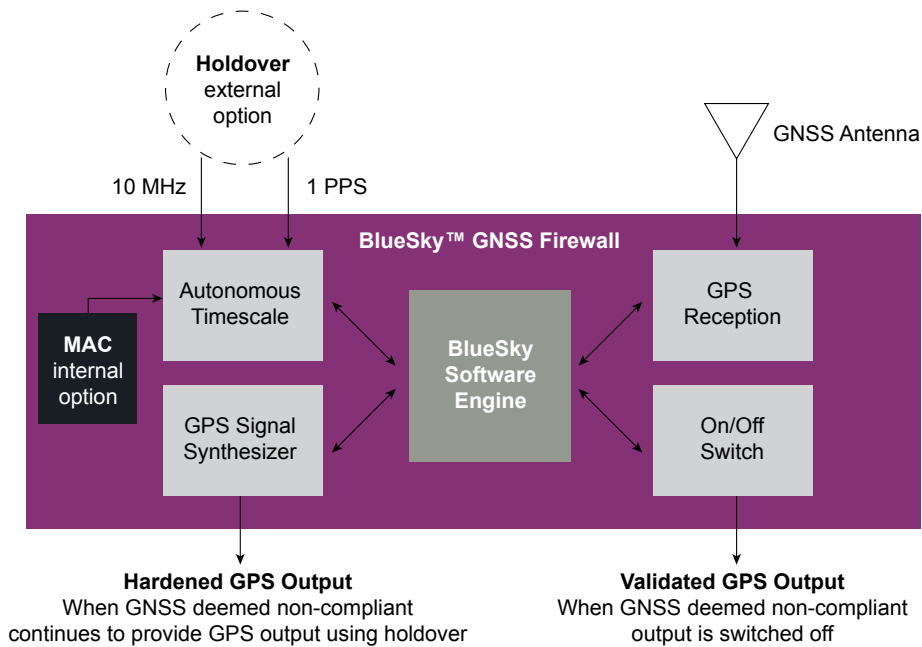 Holdover
external
option
GNSS Antenna
10 MHz
1 PPS
BlueSky™ GNSS Firewall
Autonomous
Timescale
GPS
Reception
MAC
internal
option
BlueSky
Software
Engine
GPS Signal
Synthesizer
On/Off
Switch
Hardened GPS Output
When GNSS deemed non-compliant
continues to provide GPS output using holdover
Validated GPS Output
When GNSS deemed non-compliant
output is switched off